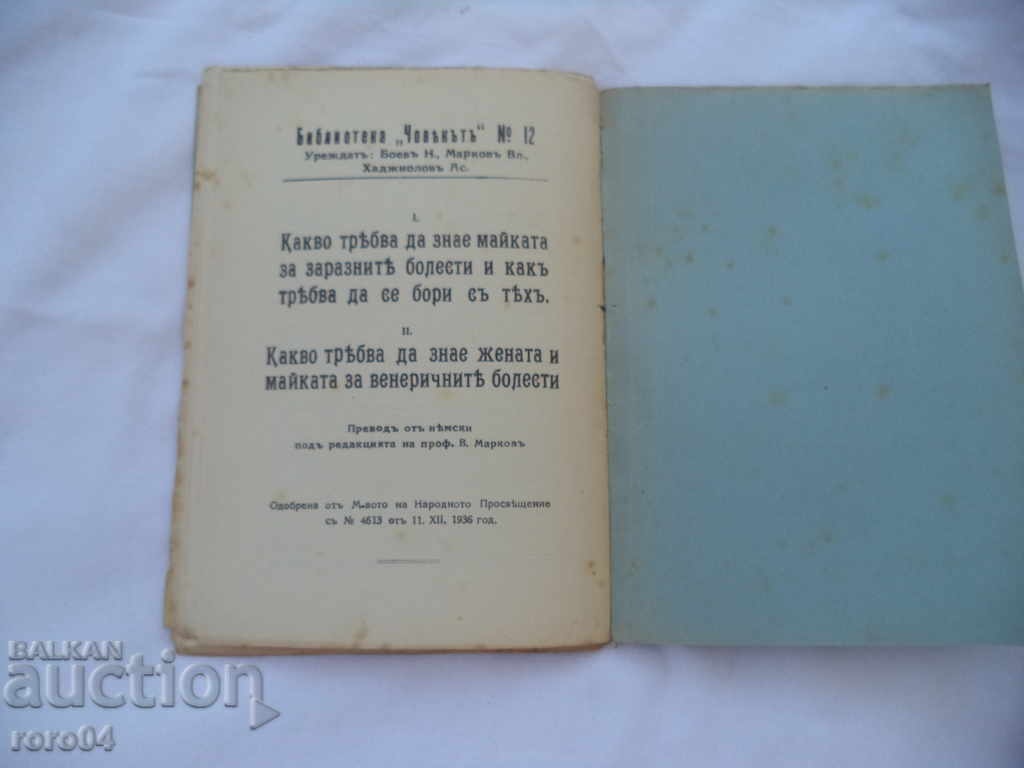 Библиотека „Човѣкътъ“ № 12
Уреждатъ: Боевъ Н., Марковъ Вл.,
Хаджиоловъ Ас.
I.
Какво трѣбва да знае майката
за заразнитѣ болести и какъ
трѣбва да се бори съ тѣхъ.
II.
Какво трѣбва да знае жената и
майката за венеричнитѣ болести
Преводъ отъ нѣмски
подъ редакцията на проф. В. Марковъ
Одобрена отъ М-вото на Народното Просвѣщение
съ № 4613 отъ 11. XII. 1936 год.
BALKAN
auction
roro04